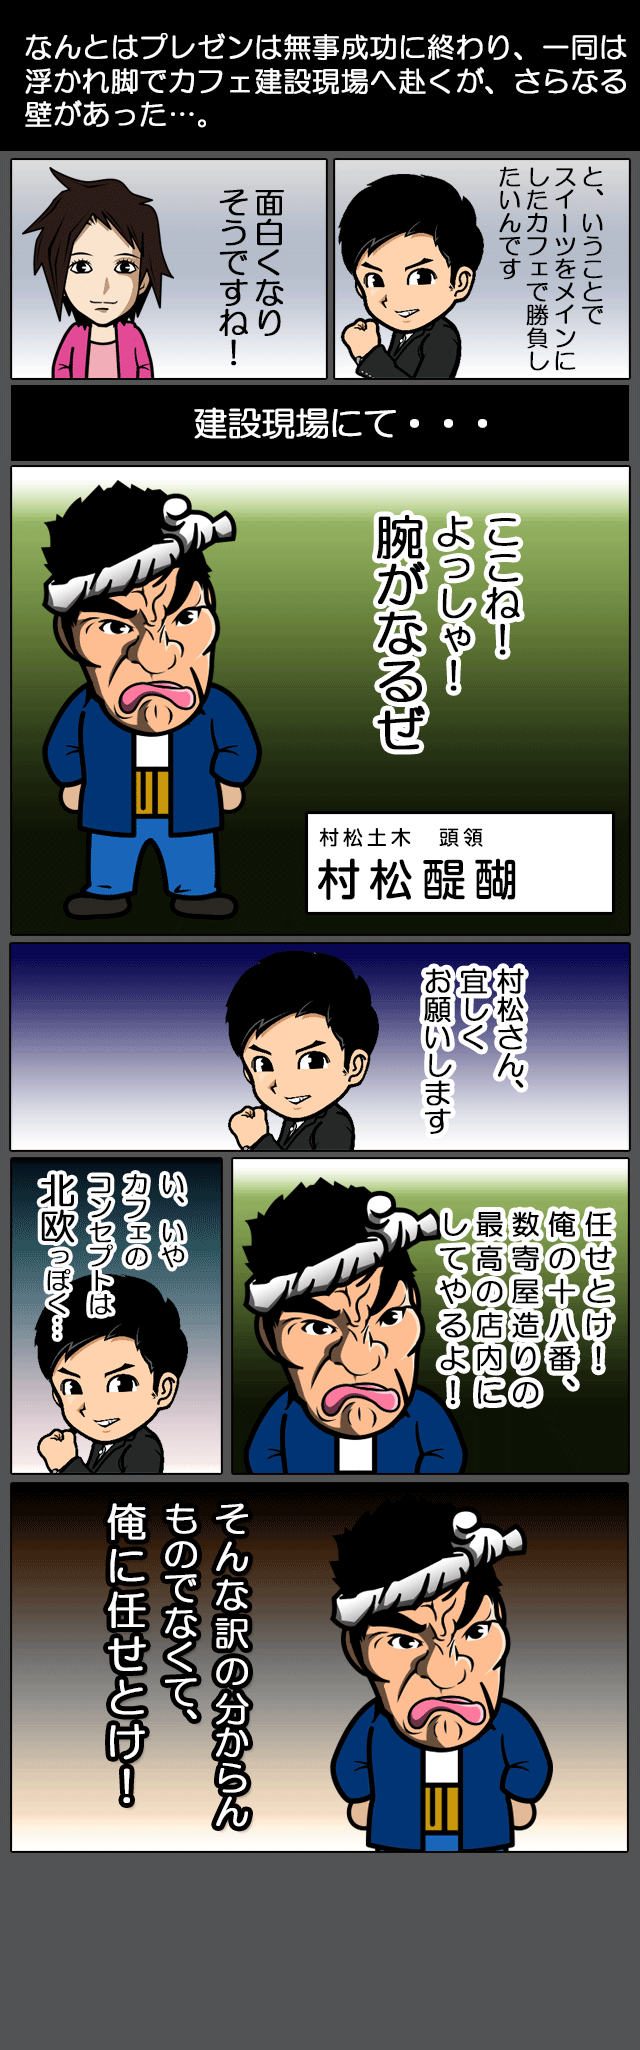 なんとはプレゼンは無事成功に終わり、一同は
浮かれ脚でカフェ建設現場へ赴くが、さらなる
壁があった…。
と、いうことで
スイーツをメインに
したカフェで勝負し
たいんです
面白くなり
そうですね！
建設現場にて・・・
ここね！
よっしゃ！
腕がなるぜ
村松土木　頭領
村松醍醐
村松さん、
宜しく
お願いします
任せとけ！
俺の十八番、
数寄屋造りの
最高の店内に
してやるよ！
い、いや
カフェの
コンセプトは
北欧っぽく…
そんな訳の分からん
ものでなくて、
俺に任せとけ！